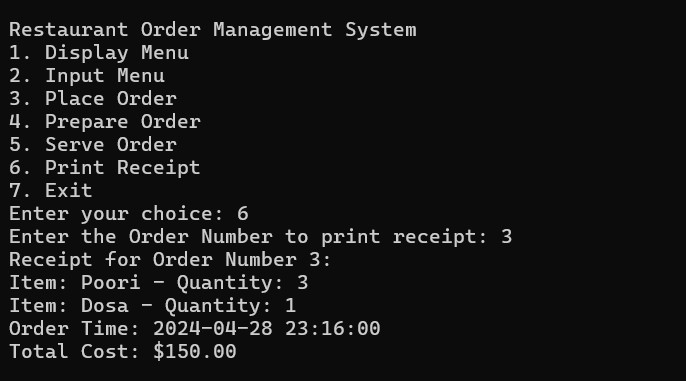 Restaurant Order Management System
1. Display Menu
2. Input Menu
3. Place Order
4. Prepare Order
5. Serve Order
6. Print Receipt
7. Exit
Enter your choice: 6
Enter the Order Number to print receipt: 3
Receipt for Order Number 3:
Item: Poori - Quantity: 3
Item: Dosa - Quantity: 1
Order Time: 2024-04-28 23:16:00
Total Cost: $150.00